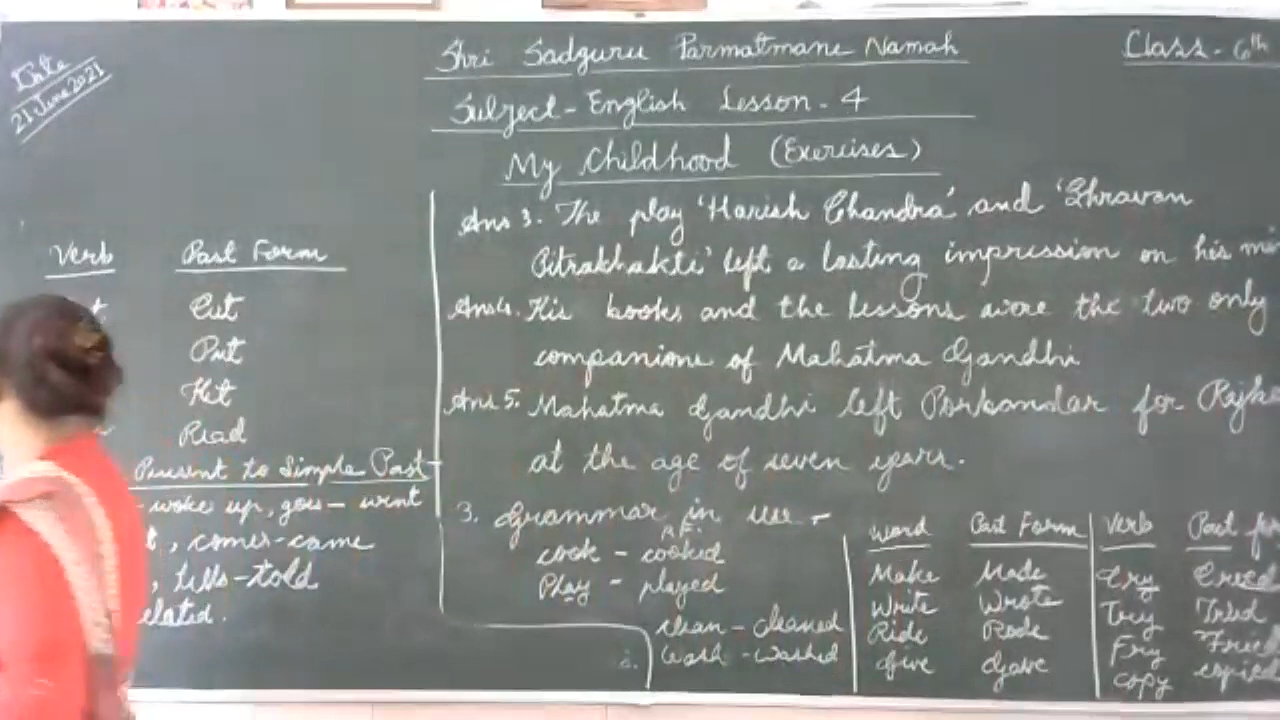 Date
21 June 2021
Shri Sadguru Parmatmane Namah
Class - 6th
Subject - English Lesson - 4
My Childhood (Exercises)
Verb Past Form
Cut
Put
Hit
Read
Present to Simple Past
- woke up, goes - went
, comes - came
, tells - told
Ans 3. The play 'Harish Chandra' and 'Shravan
Pitrabhakti' left a lasting impression on his
Ans 4. His books and the lessons were the two only
companions of Mahatma Gandhi
Ans 5. Mahatma Gandhi left Porbandar for
at the age of seven years.
3. Grammar in use -
P.F.
cook - cooked
Play - played
clean - cleaned
wash - washed
Word Past Form
Make Made
Write Wrote
Ride Rode
Give Gave
Verb Past
Cry Cried
Try Tried
Fry Fried
copy copied